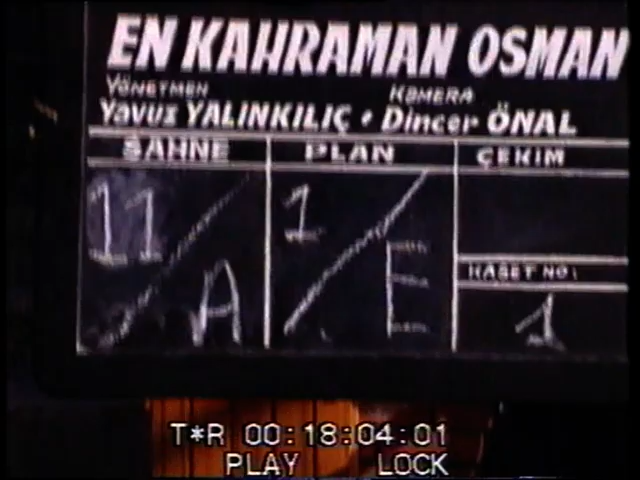 EN KAHRAMAN OSMAN
YÖNETMEN KAMERA
Yavuz YALINKILIÇ • Dincer ÖNAL
SAHNE PLAN ÇEKİM
11/A 1/E
KASET NO:
1
T*R 00:18:04:01
PLAY LOCK